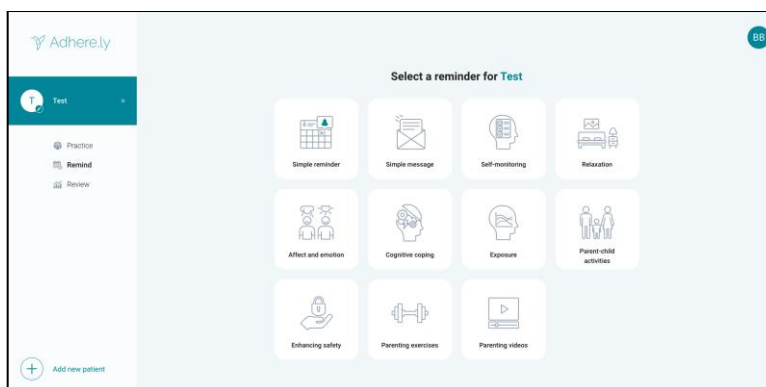 Adhere.ly
BB
Select a reminder for Test
T
Test
Practice
Remind
Review
Simple reminder
Simple message
Self-monitoring
Relaxation
Affect and emotion
Cognitive coping
Exposure
Parent-child
activities
Enhancing safety
Parenting exercises
Parenting videos
Add new patient